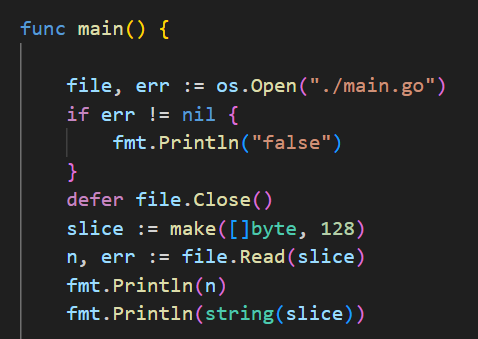 func main() {
file, err := os.Open("./main.go")
if err != nil {
fmt.Println("false")
}
defer file.Close()
slice := make([]byte, 128)
n, err := file.Read(slice)
fmt.Println(n)
fmt.Println(string(slice))